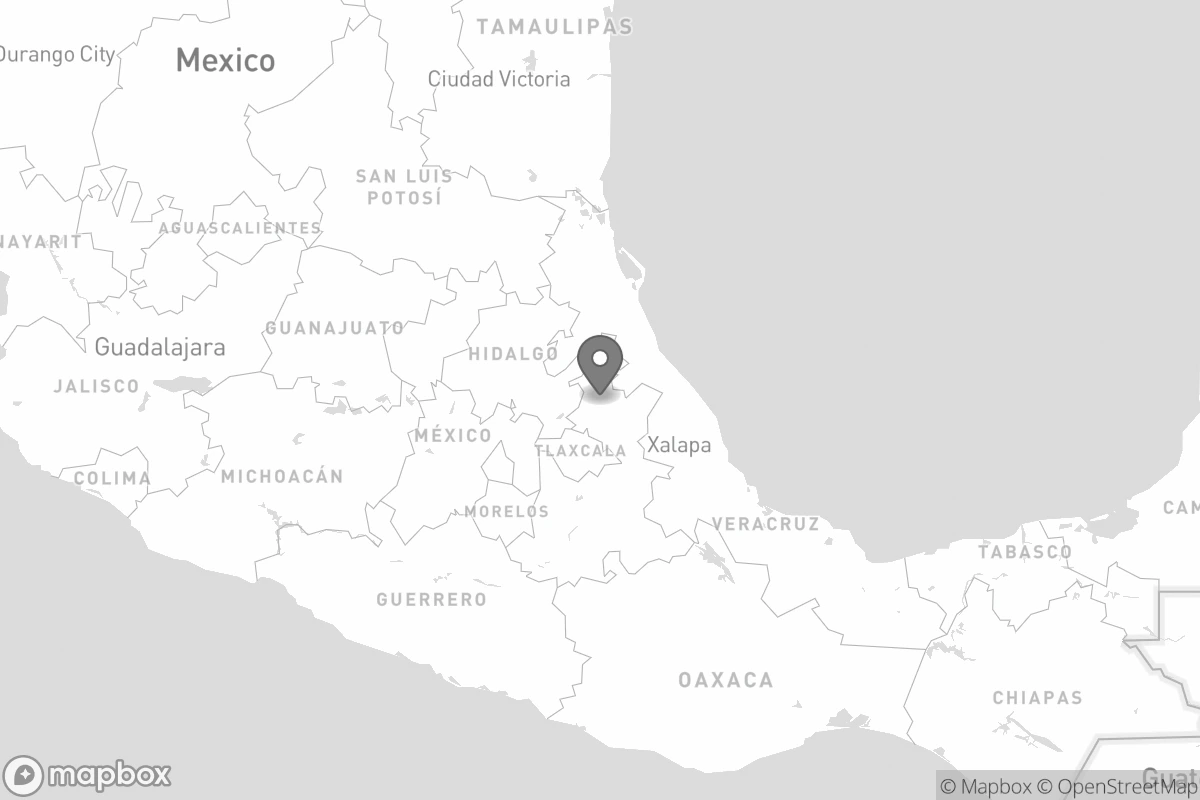 TAMAULIPAS
Durango City
Mexico
Ciudad Victoria
SAN LUIS
POTOSÍ
AGUASCALIENTES
NAYARIT
GUANAJUATO
Guadalajara
HIDALGO
JALISCO
MÉXICO
Xalapa
TLAXCALA
COLIMA
MICHOACÁN
MORELOS
CAM
VERACRUZ
TABASCO
GUERRERO
OAXACA
CHIAPAS
Guat
mapbox
© Mapbox © OpenStreetMap